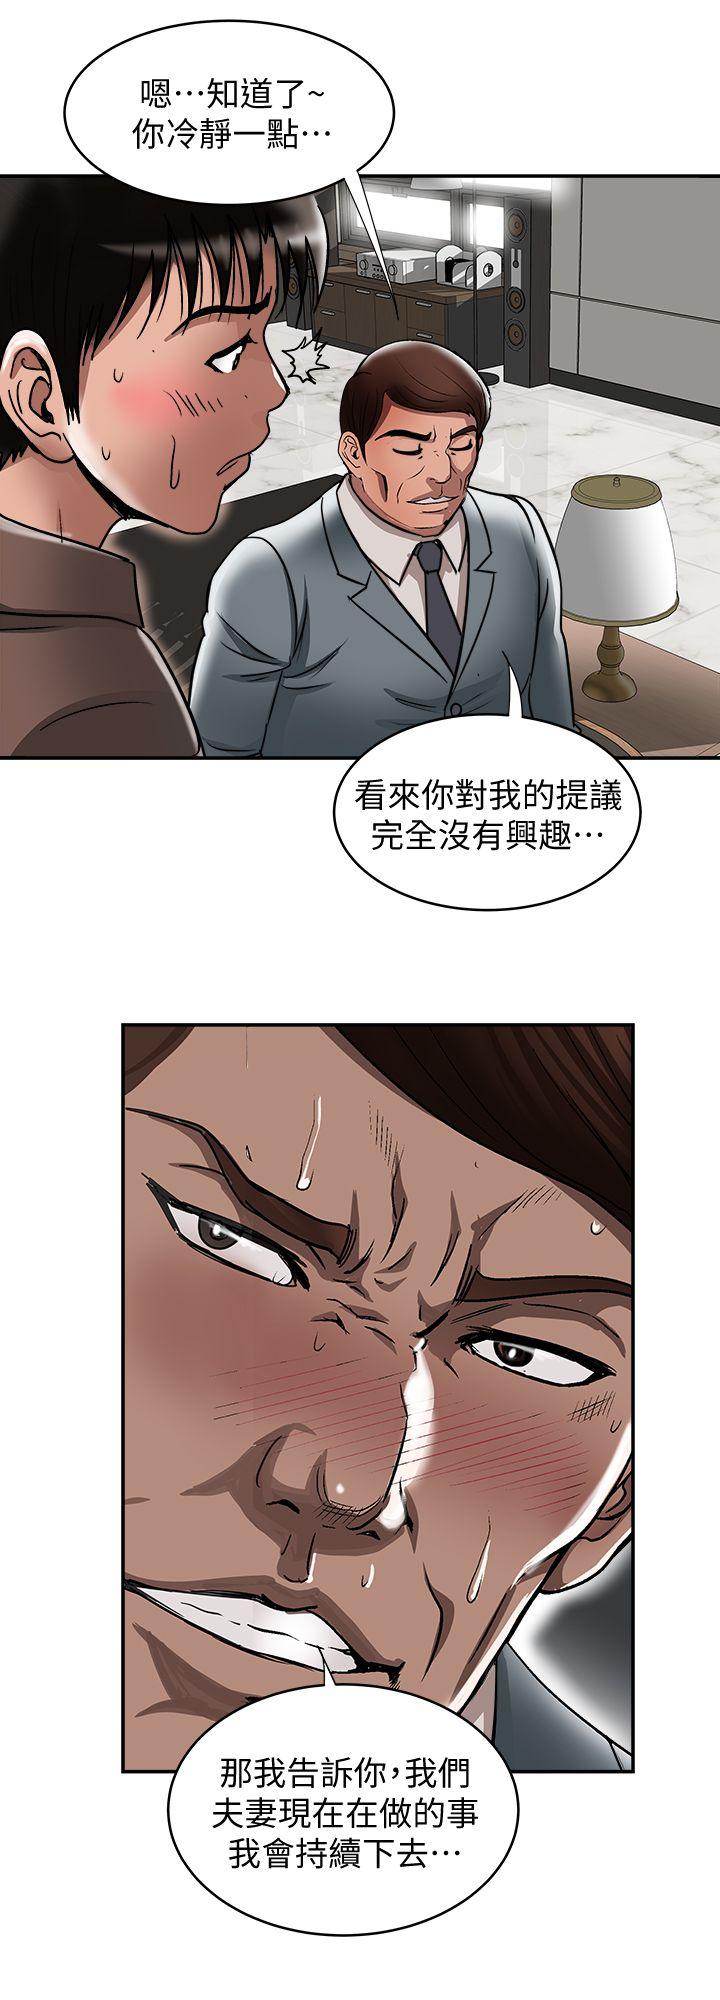 嗯⋯知道了~
你冷靜一點⋯
看來你對我的提議
完全沒有興趣⋯
那我告訴你，我們
夫妻現在在做的事
我會持續下去⋯